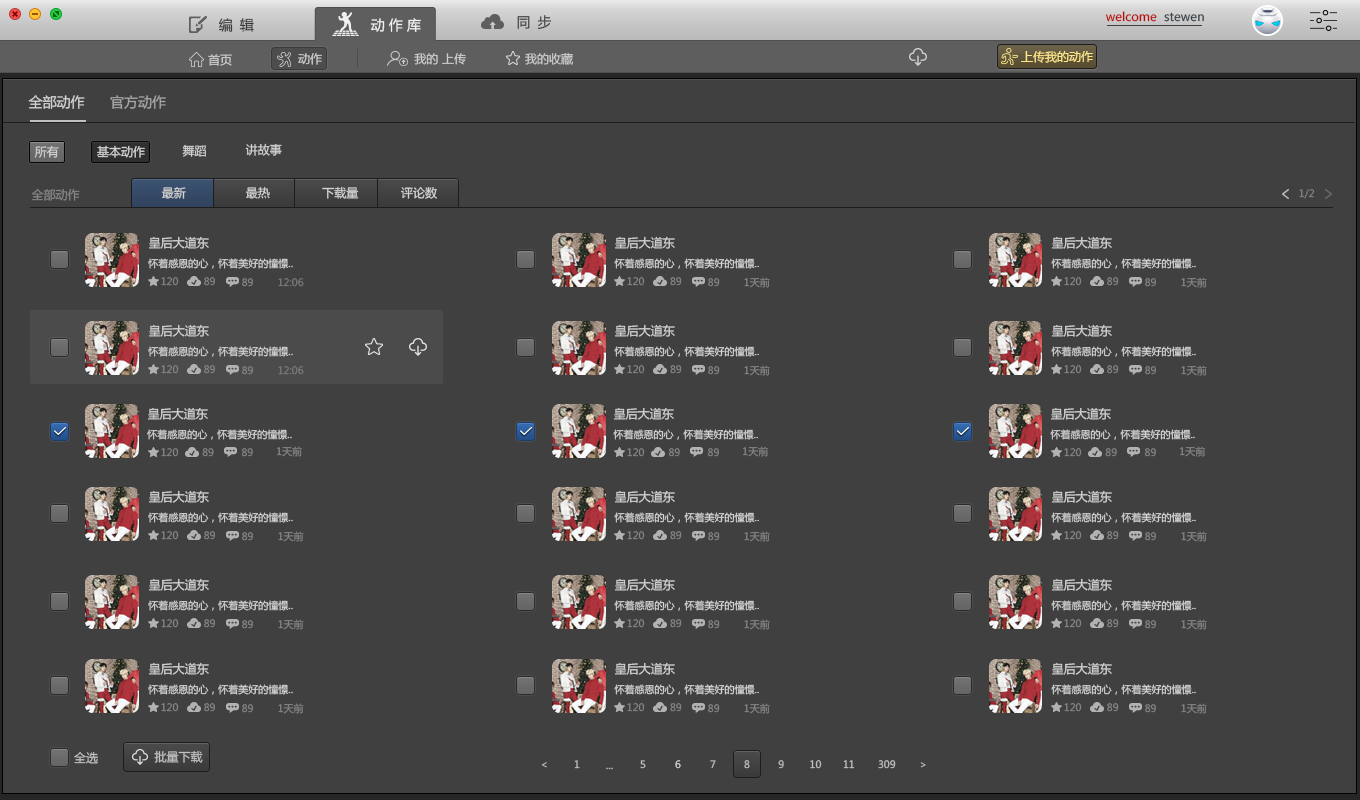 编 辑 动作库 同 步 welcome stewen
首页 动作 我的 上传 我的收藏 上传我的动作
全部动作 官方动作
所有 基本动作 舞蹈 讲故事
全部动作 最新 最热 下载量 评论数 < 1/2 >
皇后大道东 皇后大道东 皇后大道东
怀着感恩的心，怀着美好的憧憬.. 怀着感恩的心，怀着美好的憧憬.. 怀着感恩的心，怀着美好的憧憬..
120 89 89 12:06 120 89 89 1天前 120 89 89 1天前
皇后大道东 皇后大道东 皇后大道东
怀着感恩的心，怀着美好的憧憬.. 怀着感恩的心，怀着美好的憧憬.. 怀着感恩的心，怀着美好的憧憬..
120 89 89 12:06 120 89 89 1天前 120 89 89 1天前
皇后大道东 皇后大道东 皇后大道东
怀着感恩的心，怀着美好的憧憬.. 怀着感恩的心，怀着美好的憧憬.. 怀着感恩的心，怀着美好的憧憬..
120 89 89 1天前 120 89 89 1天前 120 89 89 1天前
皇后大道东 皇后大道东 皇后大道东
怀着感恩的心，怀着美好的憧憬.. 怀着感恩的心，怀着美好的憧憬.. 怀着感恩的心，怀着美好的憧憬..
120 89 89 1天前 120 89 89 1天前 120 89 89 1天前
皇后大道东 皇后大道东 皇后大道东
怀着感恩的心，怀着美好的憧憬.. 怀着感恩的心，怀着美好的憧憬.. 怀着感恩的心，怀着美好的憧憬..
120 89 89 1天前 120 89 89 1天前 120 89 89 1天前
皇后大道东 皇后大道东 皇后大道东
怀着感恩的心，怀着美好的憧憬.. 怀着感恩的心，怀着美好的憧憬.. 怀着感恩的心，怀着美好的憧憬..
120 89 89 1天前 120 89 89 1天前 120 89 89 1天前
全选 批量下载 < 1 ... 5 6 7 8 9 10 11 309 >